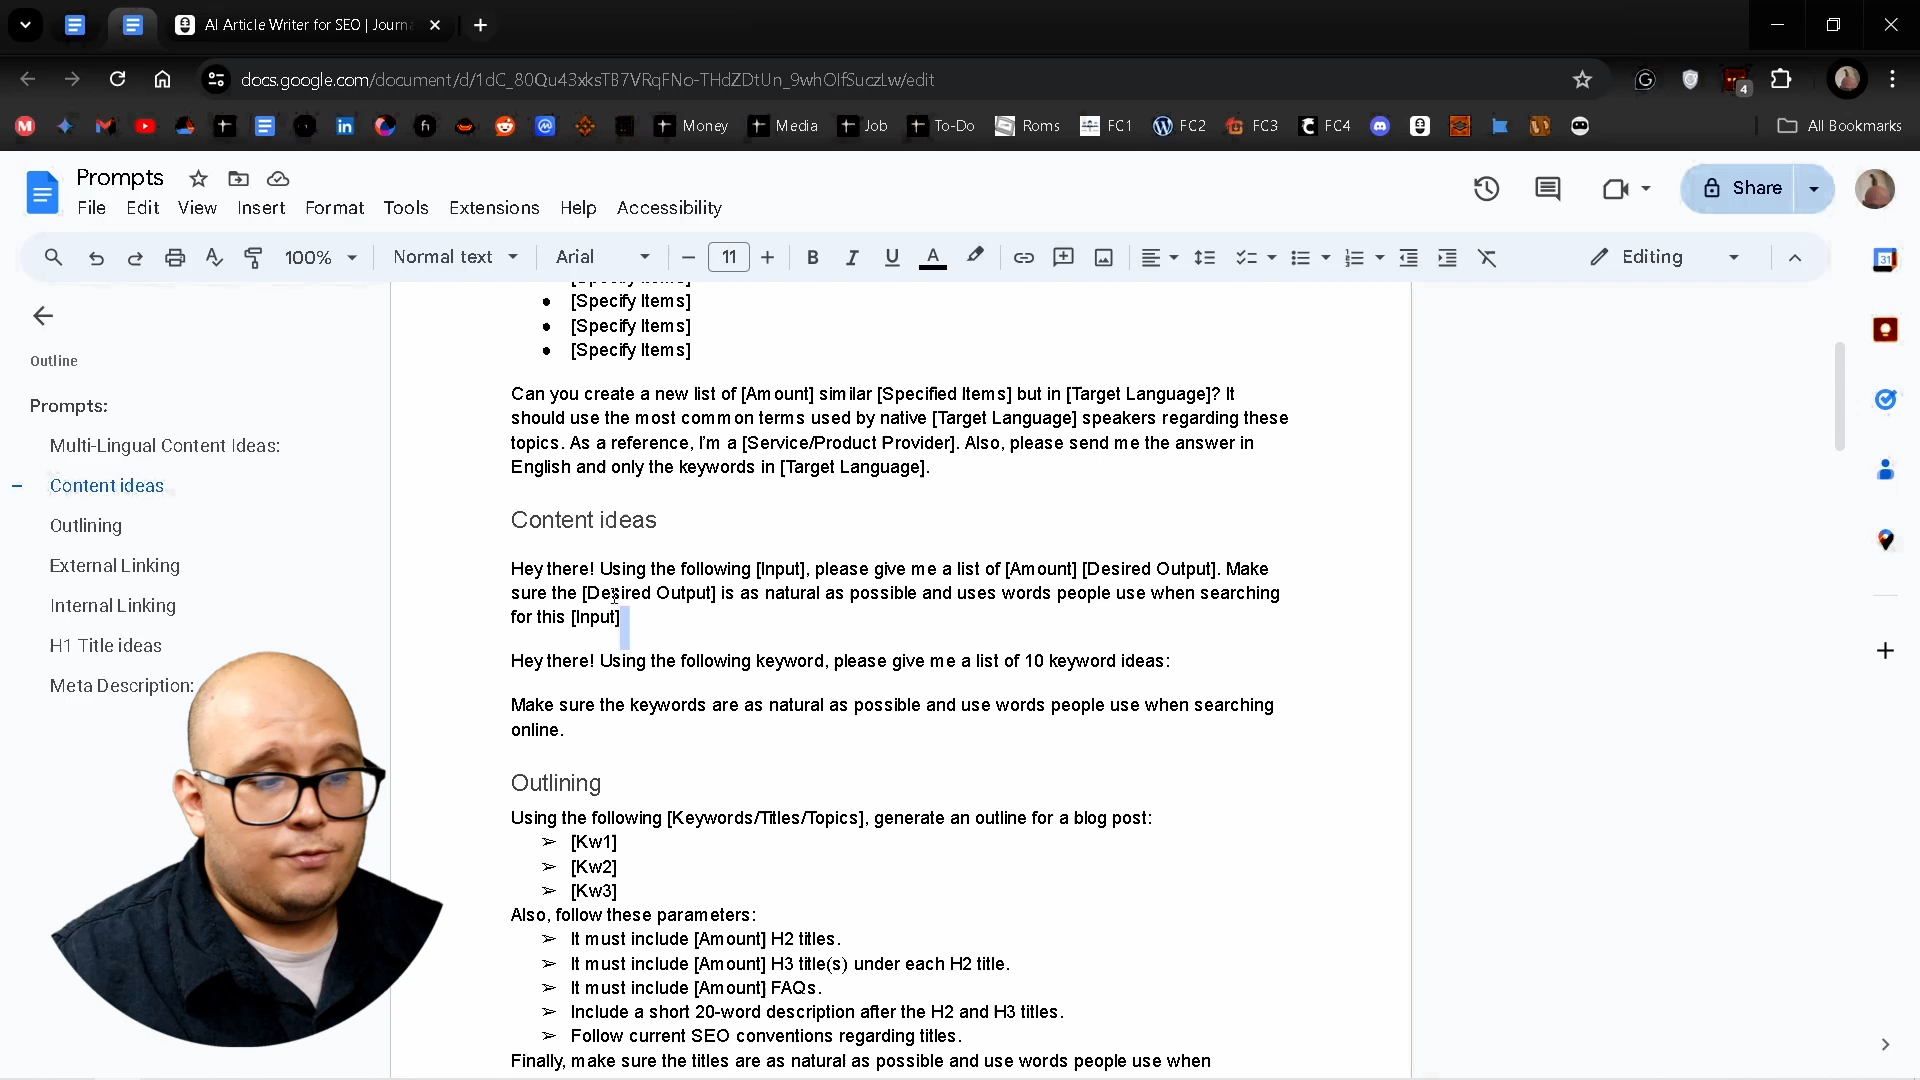 AI Article Writer for SEO | Journa
docs.google.com/document/d/1dC_80Qu43xksTB7VRqFNo-THdZDtUn_9whOlfSuczLw/edit
4
Money
Media
Job
To-Do
Roms
FC1
FC2
FC3
FC4
All Bookmarks
Prompts
File Edit View Insert Format Tools Extensions Help Accessibility
Share
100%
Normal text
Arial
11
Editing
Outline
Prompts:
Multi-Lingual Content Ideas:
Content ideas
Outlining
External Linking
Internal Linking
H1 Title ideas
Meta Description:
[Specify Items]
● [Specify Items]
● [Specify Items]
● [Specify Items]
Can you create a new list of [Amount] similar [Specified Items] but in [Target Language]? It
should use the most common terms used by native [Target Language] speakers regarding these
topics. As a reference, I'm a [Service/Product Provider]. Also, please send me the answer in
English and only the keywords in [Target Language].
Content ideas
Hey there! Using the following [Input], please give me a list of [Amount] [Desired Output]. Make
sure the [Desired Output] is as natural as possible and uses words people use when searching
for this [Input]
Hey there! Using the following keyword, please give me a list of 10 keyword ideas:
Make sure the keywords are as natural as possible and use words people use when searching
online.
Outlining
Using the following [Keywords/Titles/Topics], generate an outline for a blog post:
➢ [Kw1]
➢ [Kw2]
➢ [Kw3]
Also, follow these parameters:
➢ It must include [Amount] H2 titles.
➢ It must include [Amount] H3 title(s) under each H2 title.
➢ It must include [Amount] FAQs.
➢ Include a short 20-word description after the H2 and H3 titles.
➢ Follow current SEO conventions regarding titles.
Finally, make sure the titles are as natural as possible and use words people use when
31